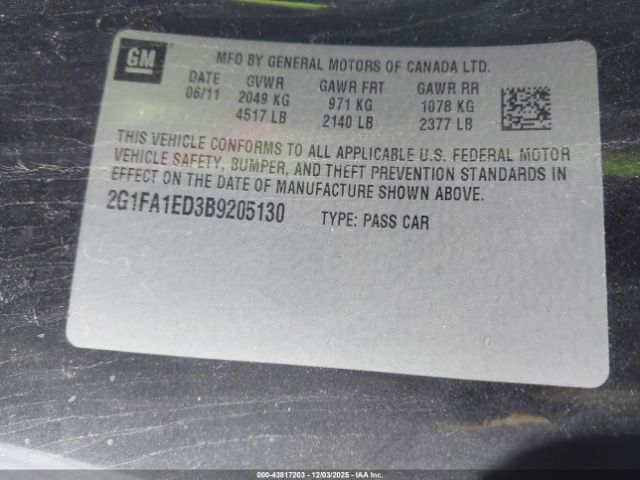 GM
MFD BY GENERAL MOTORS OF CANADA LTD.
DATE GVWR GAWR FRT GAWR RR
06/11 2049 KG 971 KG 1078 KG
4517 LB 2140 LB 2377 LB
THIS VEHICLE CONFORMS TO ALL APPLICABLE U.S. FEDERAL MOTOR
VEHICLE SAFETY, BUMPER, AND THEFT PREVENTION STANDARDS IN
EFFECT ON THE DATE OF MANUFACTURE SHOWN ABOVE.
2G1FA1ED3B9205130 TYPE: PASS CAR
000-43817203 - 12/03/2025 - IAAI.COM